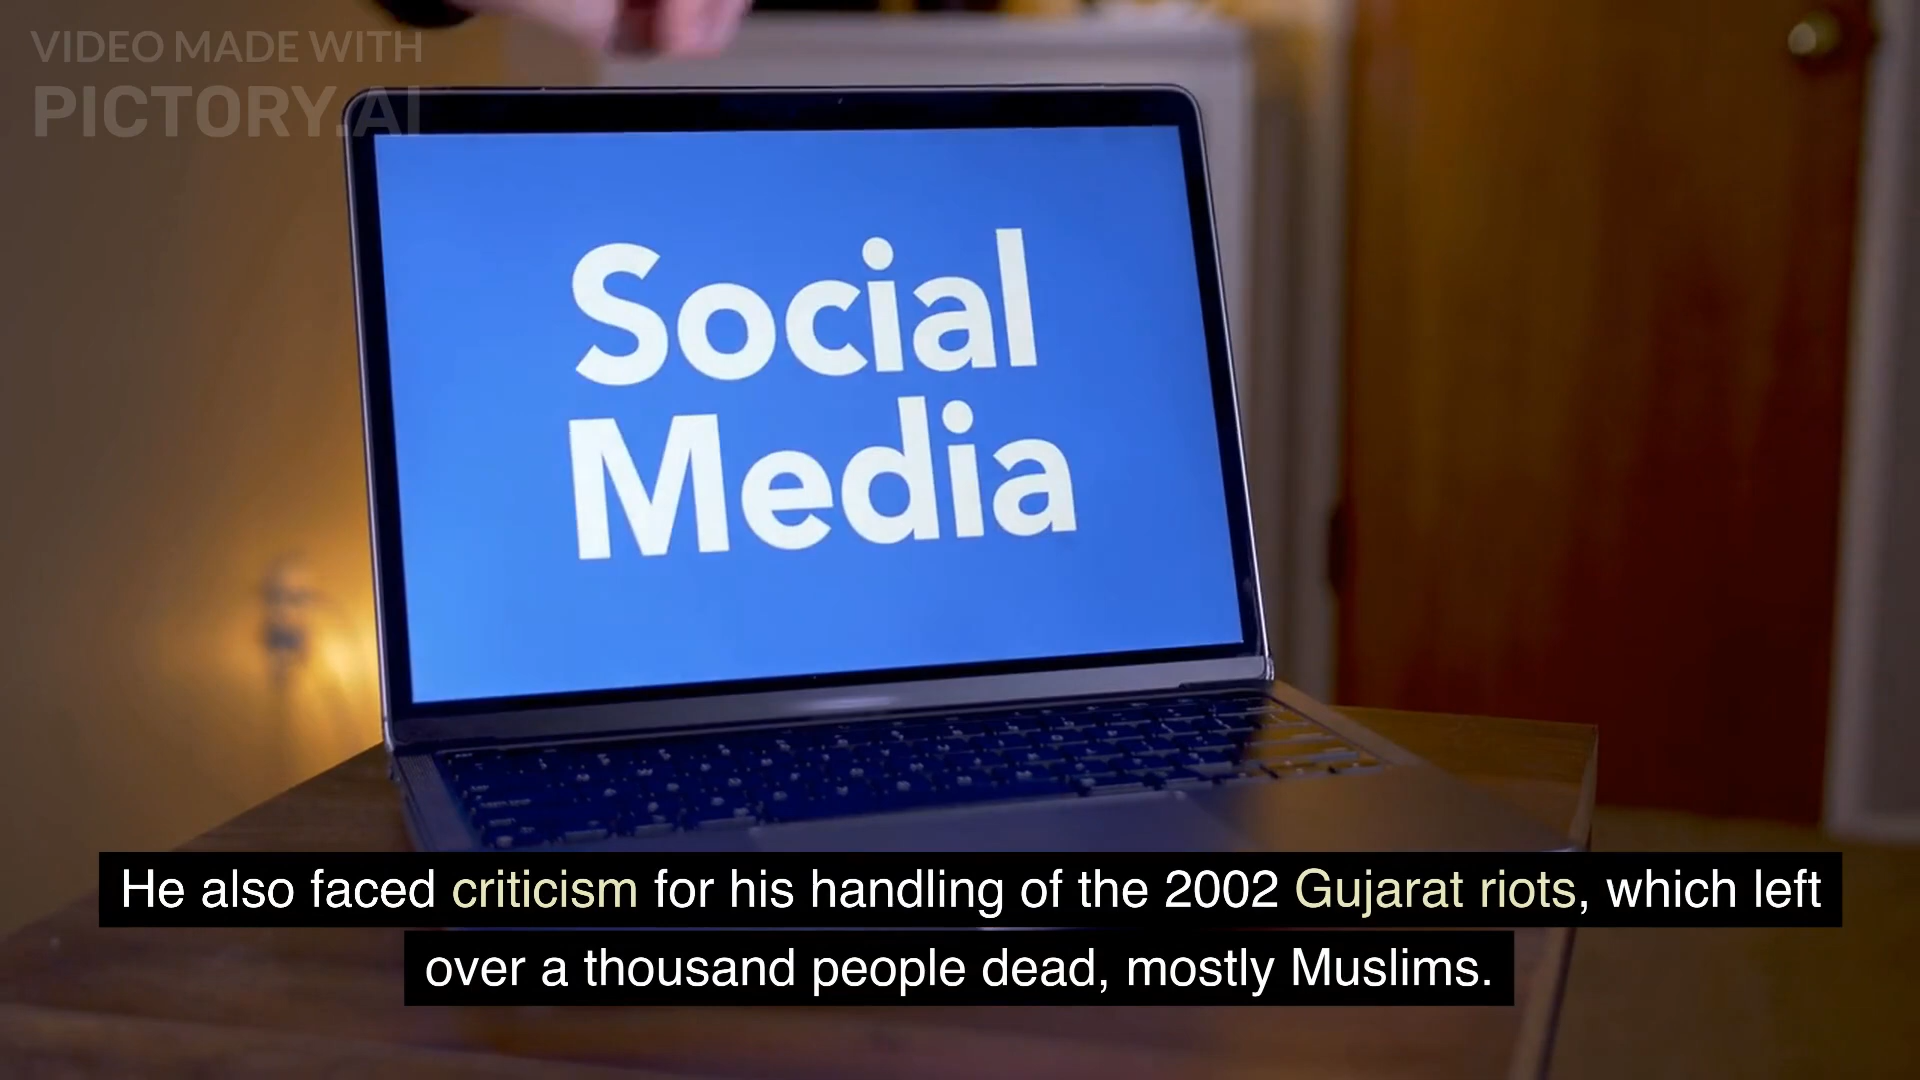 VIDEO MADE WITH
PICTORY.AI
Social
Media
He also faced criticism for his handling of the 2002 Gujarat riots, which left
over a thousand people dead, mostly Muslims.